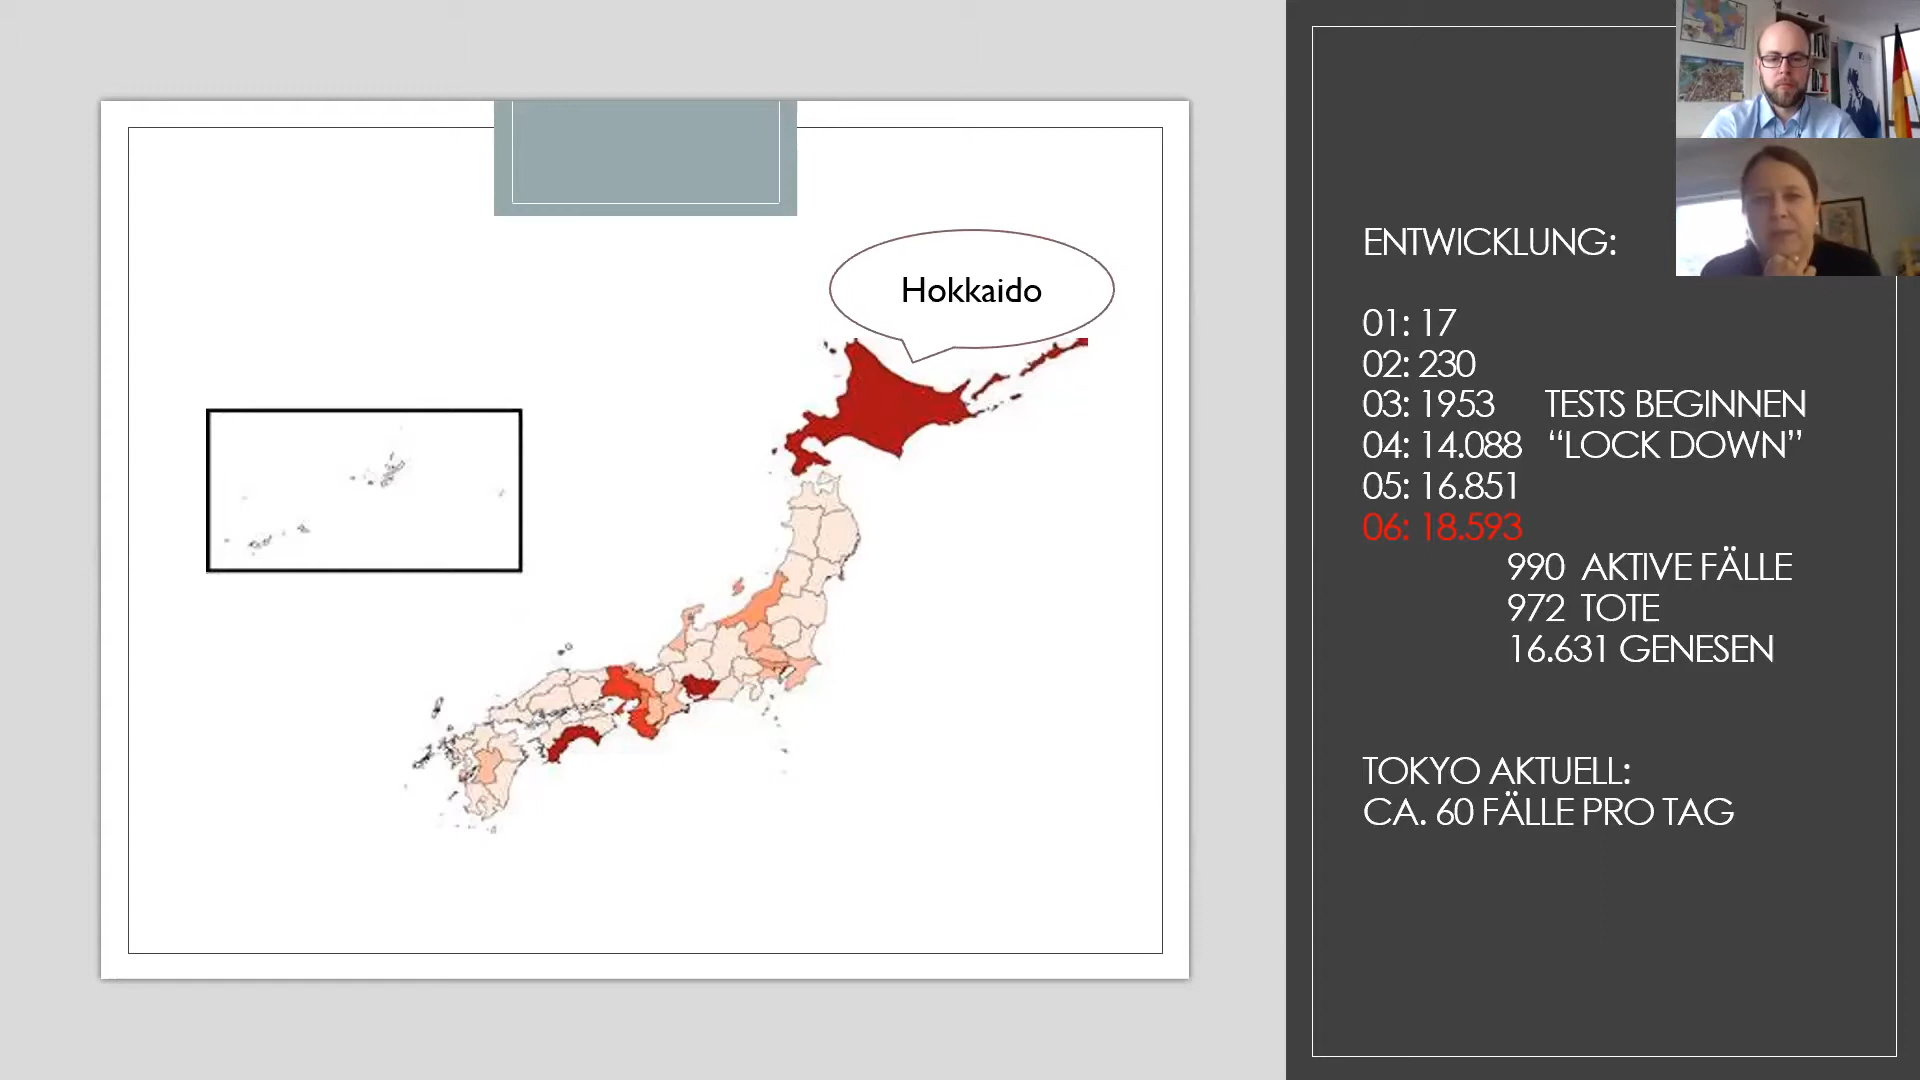 Hokkaido
ENTWICKLUNG:
01: 17
02: 230
03: 1953 TESTS BEGINNEN
04: 14.088 “LOCK DOWN”
05: 16.851
06: 18.593
990 AKTIVE FÄLLE
972 TOTE
16.631 GENESEN
TOKYO AKTUELL:
CA. 60 FÄLLE PRO TAG